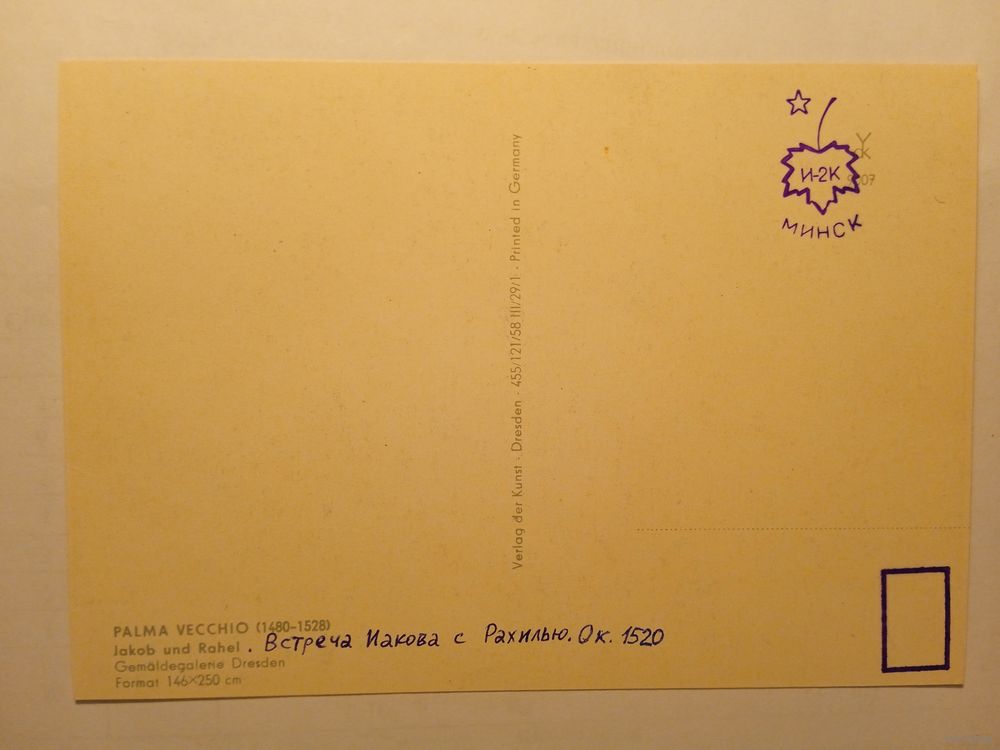 И-2К
МИНСК
Verlag der Kunst · Dresden · 455/121/58 III/29/1 · Printed in Germany
PALMA VECCHIO (1480-1528)
Jakob und Rahel . Встреча Иакова с Рахилью. Ок. 1520
Gemäldegalerie Dresden
Format 146×250 cm